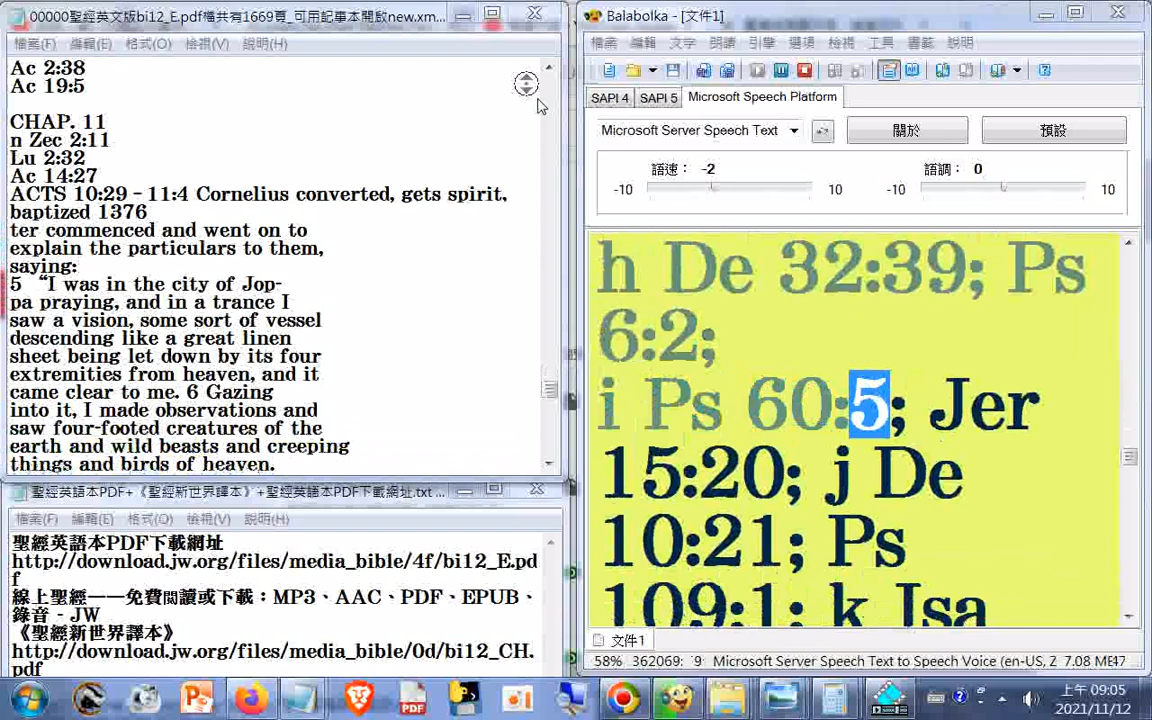 00000聖經英文版bi12_E.pdf檔共有1669頁_可用記事本開啟new.xm...
檔案(F) 編輯(E) 格式(O) 檢視(V) 說明(H)
Ac 2:38
Ac 19:5
CHAP. 11
n Zec 2:11
Lu 2:32
Ac 14:27
ACTS 10:29-11:4 Cornelius converted, gets spirit,
baptized 1376
ter commenced and went on to
explain the particulars to them,
saying:
5 “I was in the city of Jop-
pa praying, and in a trance I
saw a vision, some sort of vessel
descending like a great linen
sheet being let down by its four
extremities from heaven, and it
came clear to me. 6 Gazing
into it, I made observations and
saw four-footed creatures of the
earth and wild beasts and creeping
things and birds of heaven.
聖經英語本PDF+《聖經新世界譯本》+聖經英語本PDF下載網址.txt ...
檔案(F) 編輯(E) 格式(O) 檢視(V) 說明(H)
聖經英語本PDF下載網址
http://download.jw.org/files/media_bible/4f/bi12_E.pd
f
線上聖經——免費閱讀或下載：MP3、AAC、PDF、EPUB、
錄音 - JW
《聖經新世界譯本》
http://download.jw.org/files/media_bible/0d/bi12_CH.
pdf
Balabolka - [文件1]
檔案 編輯 文字 朗讀 引擎 選項 檢視 工具 書籤 說明
SAPI 4 SAPI 5 Microsoft Speech Platform
Microsoft Server Speech Text 關於 預設
語速： -2 語調： 0
-10 10 -10 10
h De 32:39; Ps
6:2;
i Ps 60:5; Jer
15:20; j De
10:21; Ps
109:1; k Isa
文件1
58% 362069: '9' Microsoft Server Speech Text to Speech Voice (en-US, Z 7.08 ME47
上午 09:05
2021/11/12